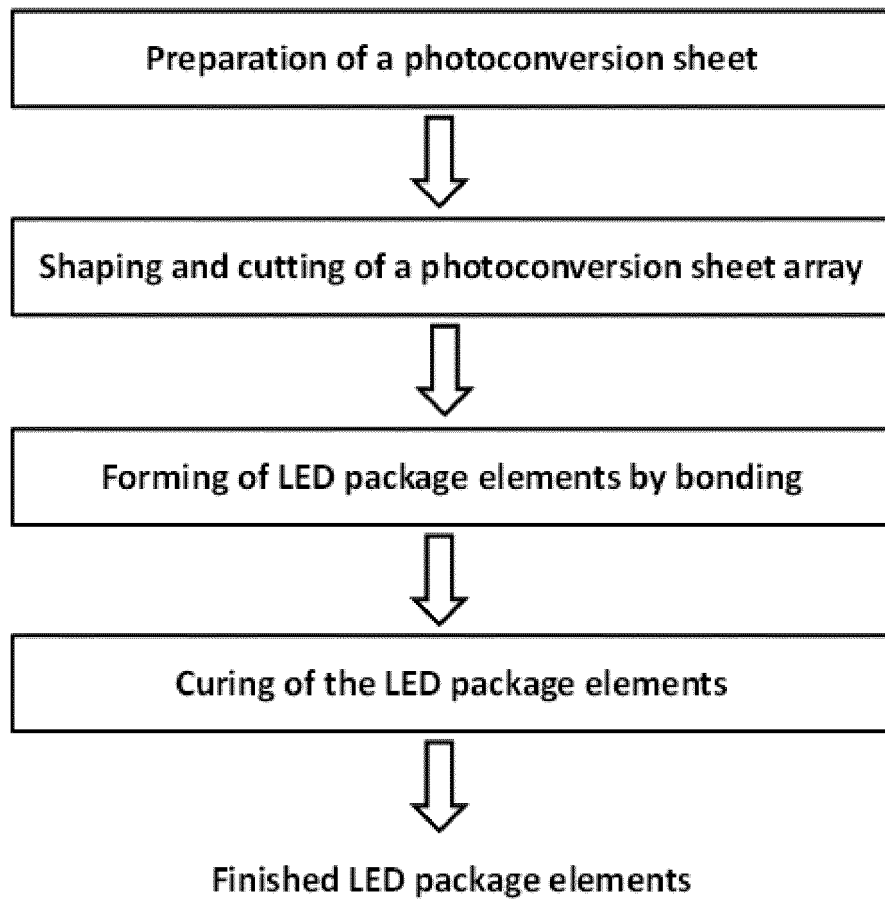 Preparation of a photoconversion sheet
Shaping and cutting of a photoconversion sheet array
Forming of LED package elements by bonding
Curing of the LED package elements
Finished LED package elements